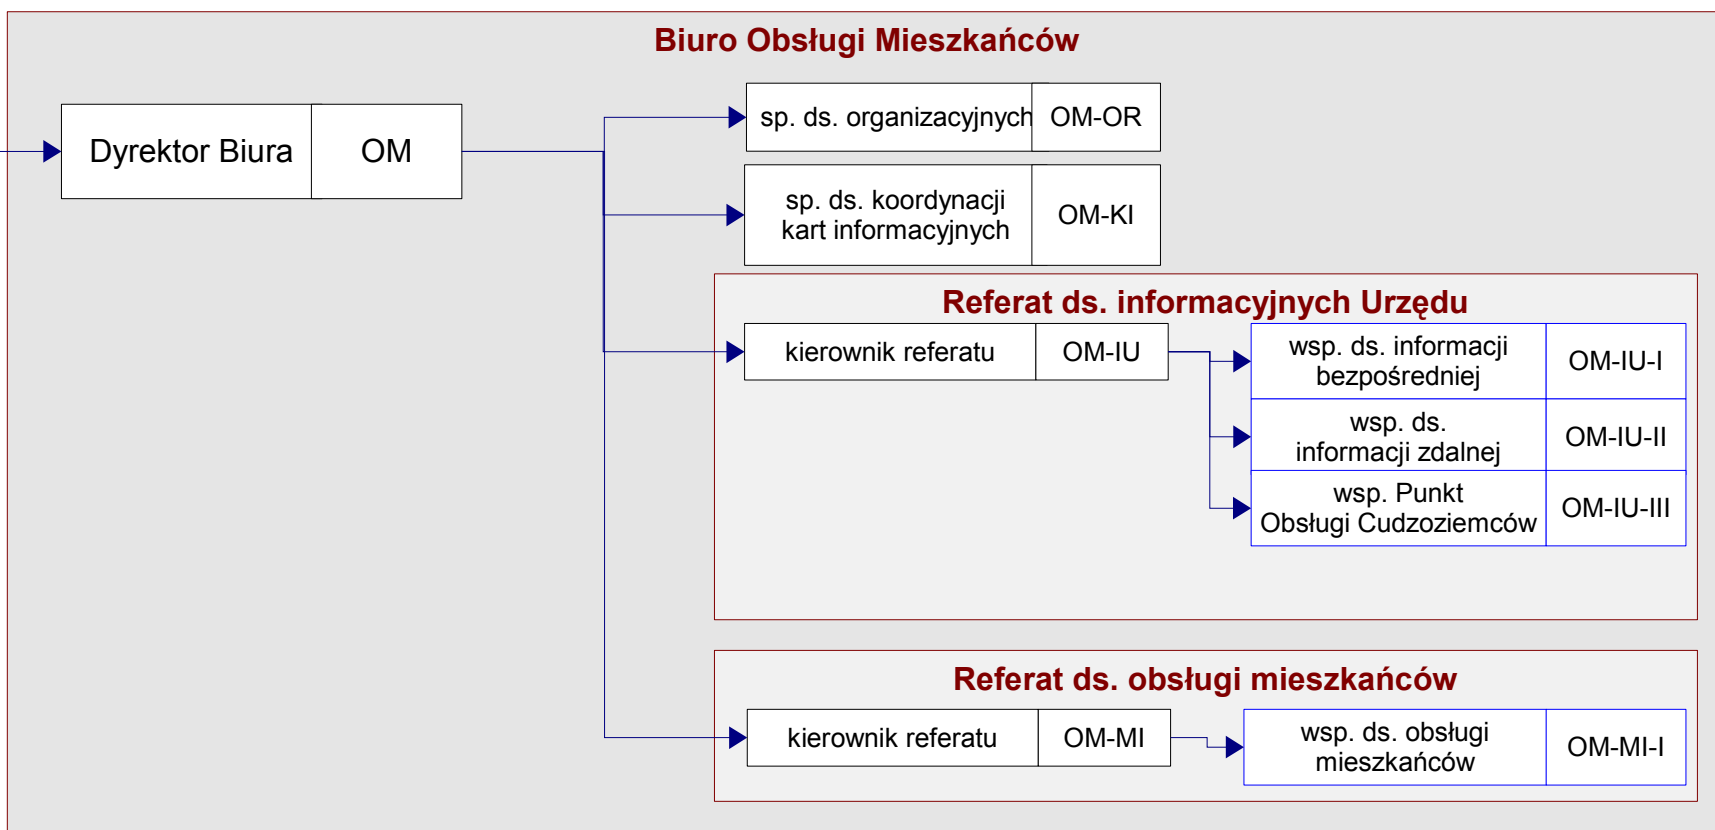 Biuro Obsługi Mieszkańców
Dyrektor Biura OM
sp. ds. organizacyjnych OM-OR
sp. ds. koordynacji
kart informacyjnych
OM-KI
Referat ds. informacyjnych Urzędu
kierownik referatu OM-IU
wsp. ds. informacji
bezpośredniej
OM-IU-I
wsp. ds.
informacji zdalnej
OM-IU-II
wsp. Punkt
Obsługi Cudzoziemców
OM-IU-III
Referat ds. obsługi mieszkańców
kierownik referatu OM-MI
wsp. ds. obsługi
mieszkańców
OM-MI-I